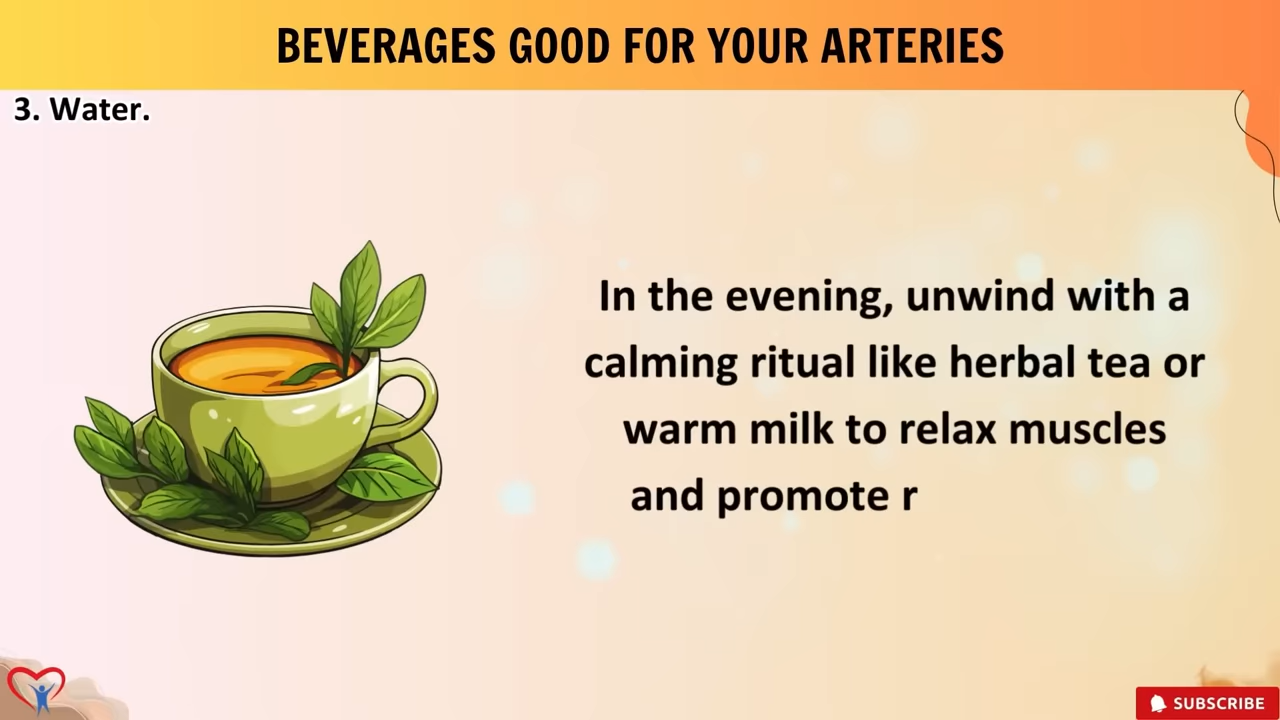 BEVERAGES GOOD FOR YOUR ARTERIES
3. Water.
In the evening, unwind with a
calming ritual like herbal tea or
warm milk to relax muscles
and promote r
SUBSCRIBE